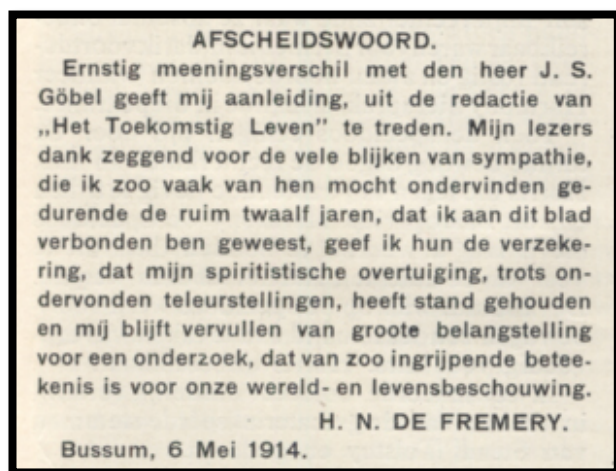 AFSCHEIDSWOORD.
Ernstig meeningsverschil met den heer J. S.
Göbel geeft mij aanleiding, uit de redactie van
„Het Toekomstig Leven” te treden. Mijn lezers
dank zeggend voor de vele blijken van sympathie,
die ik zoo vaak van hen mocht ondervinden ge-
durende de ruim twaalf jaren, dat ik aan dit blad
verbonden ben geweest, geef ik hun de verzeke-
ring, dat mijn spiritistische overtuiging, trots on-
dervonden teleurstellingen, heeft stand gehouden
en mij blijft vervullen van groote belangstelling
voor een onderzoek, dat van zoo ingrijpende betee-
kenis is voor onze wereld- en levensbeschouwing.
H. N. DE FREMERY.
Bussum, 6 Mei 1914.